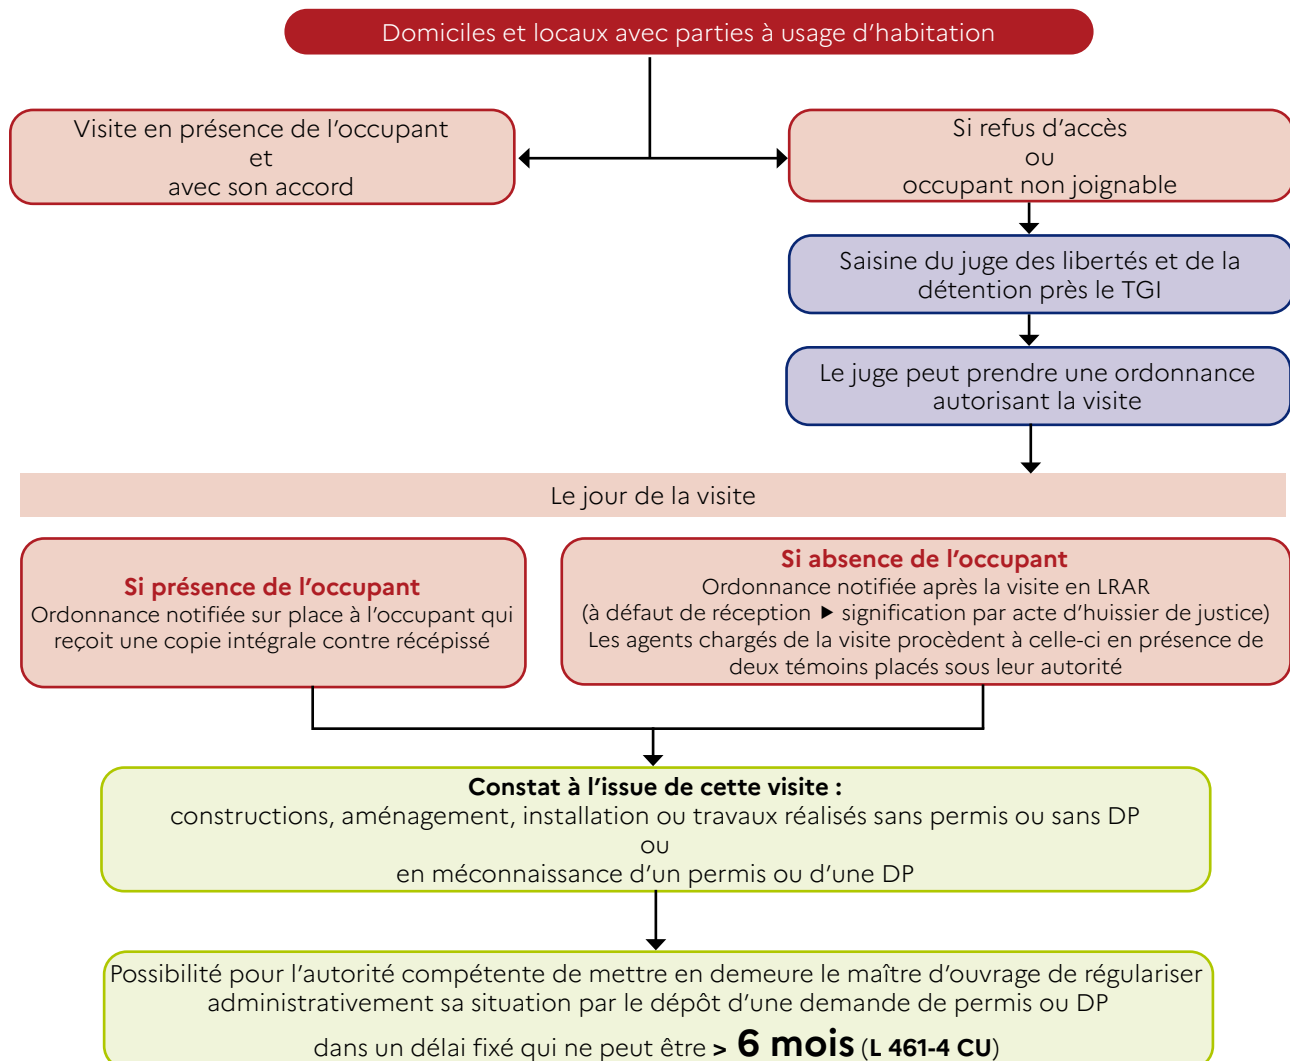 Domiciles et locaux avec parties à usage d’habitation
Visite en présence de l’occupant
et
avec son accord
Si refus d’accès
ou
occupant non joignable
Saisine du juge des libertés et de la
détention près le TGI
Le juge peut prendre une ordonnance
autorisant la visite
Le jour de la visite
Si présence de l’occupant
Ordonnance notifiée sur place à l’occupant qui
reçoit une copie intégrale contre récépissé
Si absence de l’occupant
Ordonnance notifiée après la visite en LRAR
(à défaut de réception ▶ signification par acte d’huissier de justice)
Les agents chargés de la visite procèdent à celle-ci en présence de
deux témoins placés sous leur autorité
Constat à l’issue de cette visite :
constructions, aménagement, installation ou travaux réalisés sans permis ou sans DP
ou
en méconnaissance d’un permis ou d’une DP
Possibilité pour l’autorité compétente de mettre en demeure le maître d’ouvrage de régulariser
administrativement sa situation par le dépôt d’une demande de permis ou DP
dans un délai fixé qui ne peut être > 6 mois (L 461-4 CU)